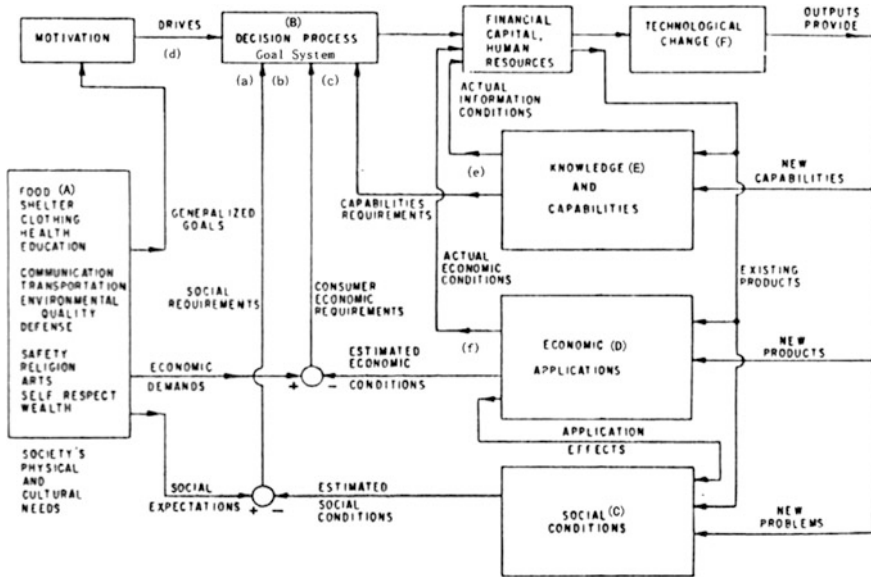 MOTIVATION
DRIVES
(d)
(B)
DECISION PROCESS
Goal System
(a) (b) (c)
FINANCIAL
CAPITAL,
HUMAN
RESOURCES
TECHNOLOGICAL
CHANGE (F)
OUTPUTS
PROVIDE
ACTUAL
INFORMATION
CONDITIONS
(e)
KNOWLEDGE (E)
AND
CAPABILITIES
NEW
CAPABILITIES
CAPABILITIES
REQUIREMENTS
FOOD (A)
SHELTER
CLOTHING
HEALTH
EDUCATION
COMMUNICATION
TRANSPORTATION
ENVIRONMENTAL
QUALITY
DEFENSE
SAFETY
RELIGION
ARTS
SELF RESPECT
WEALTH
SOCIETY'S
PHYSICAL
AND
CULTURAL
NEEDS
GENERALIZED
GOALS
SOCIAL
REQUIREMENTS
CONSUMER
ECONOMIC
REQUIREMENTS
ACTUAL
ECONOMIC
CONDITIONS
(f)
EXISTING
PRODUCTS
ECONOMIC (D)
APPLICATIONS
NEW
PRODUCTS
ECONOMIC
DEMANDS
+ −
ESTIMATED
ECONOMIC
CONDITIONS
APPLICATION
EFFECTS
SOCIAL
EXPECTATIONS
+ −
ESTIMATED
SOCIAL
CONDITIONS
SOCIAL (C)
CONDITIONS
NEW
PROBLEMS